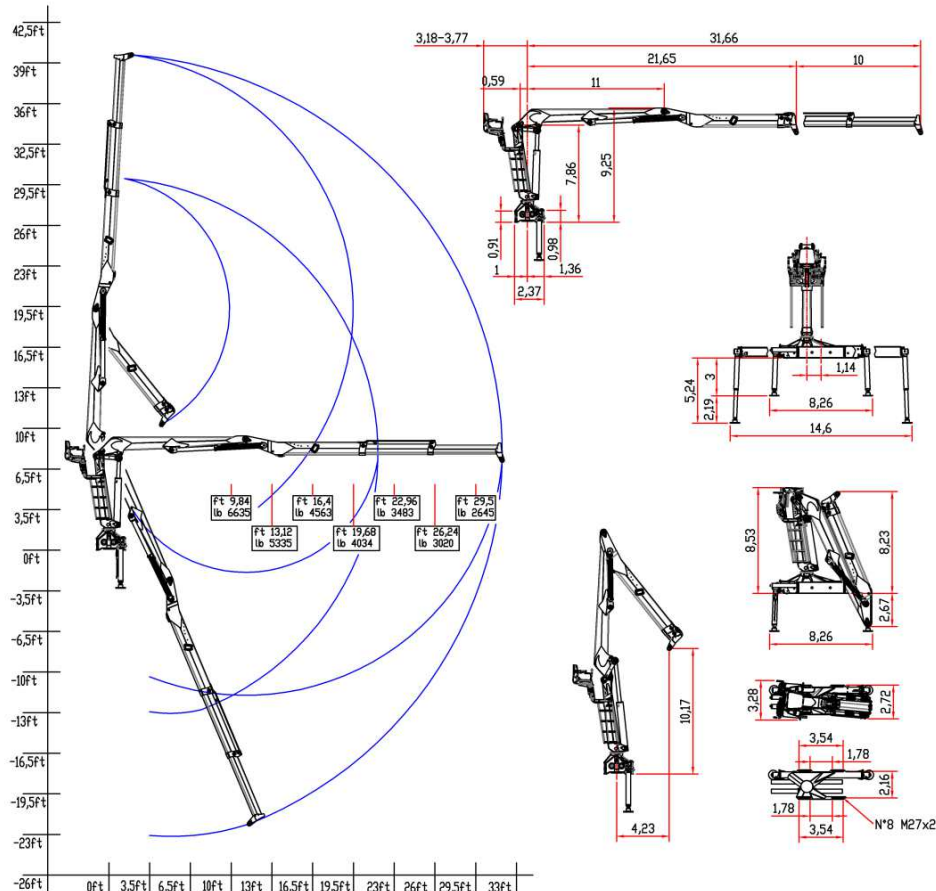 42,5ft
39ft
36ft
32,5ft
29,5ft
26ft
23ft
19,5ft
16,5ft
13ft
10ft
6,5ft
3,5ft
0ft
-3,5ft
-6,5ft
-10ft
-13ft
-16,5ft
-19,5ft
-23ft
-26ft
0ft 3,5ft 6,5ft 10ft 13ft 16,5ft 19,5ft 23ft 26ft 29,5ft 33ft
ft 9,84
lb 6635
ft 13,12
lb 5335
ft 16,4
lb 4563
ft 19,68
lb 4034
ft 22,96
lb 3483
ft 26,24
lb 3020
ft 29,5
lb 2645
3,18-3,77
31,66
21,65
10
0,59
11
7,86
9,25
0,91
0,98
1
1,36
2,37
5,24
3
2,19
1,14
8,26
14,6
8,53
8,23
2,67
8,26
10,17
4,23
3,28
2,72
3,54
1,78
2,16
1,78
3,54
N°8 M27x2